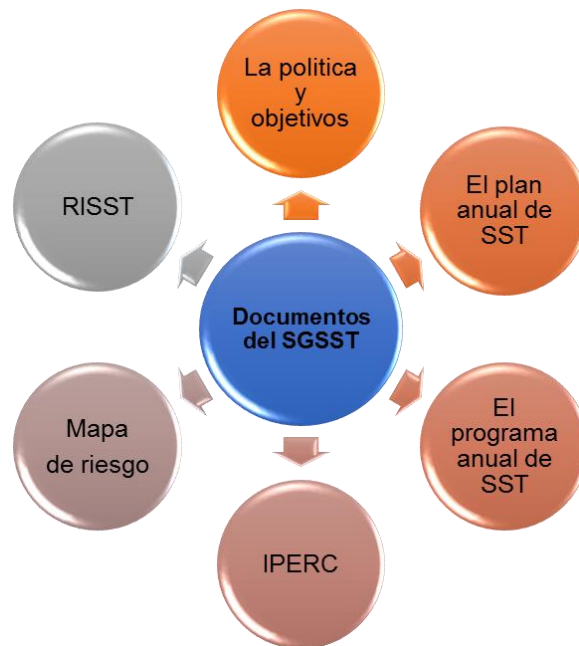 La politica
y
objetivos
El plan
anual de
SST
El
programa
anual de
SST
IPERC
Mapa
de riesgo
RISST
Documentos
del SGSST